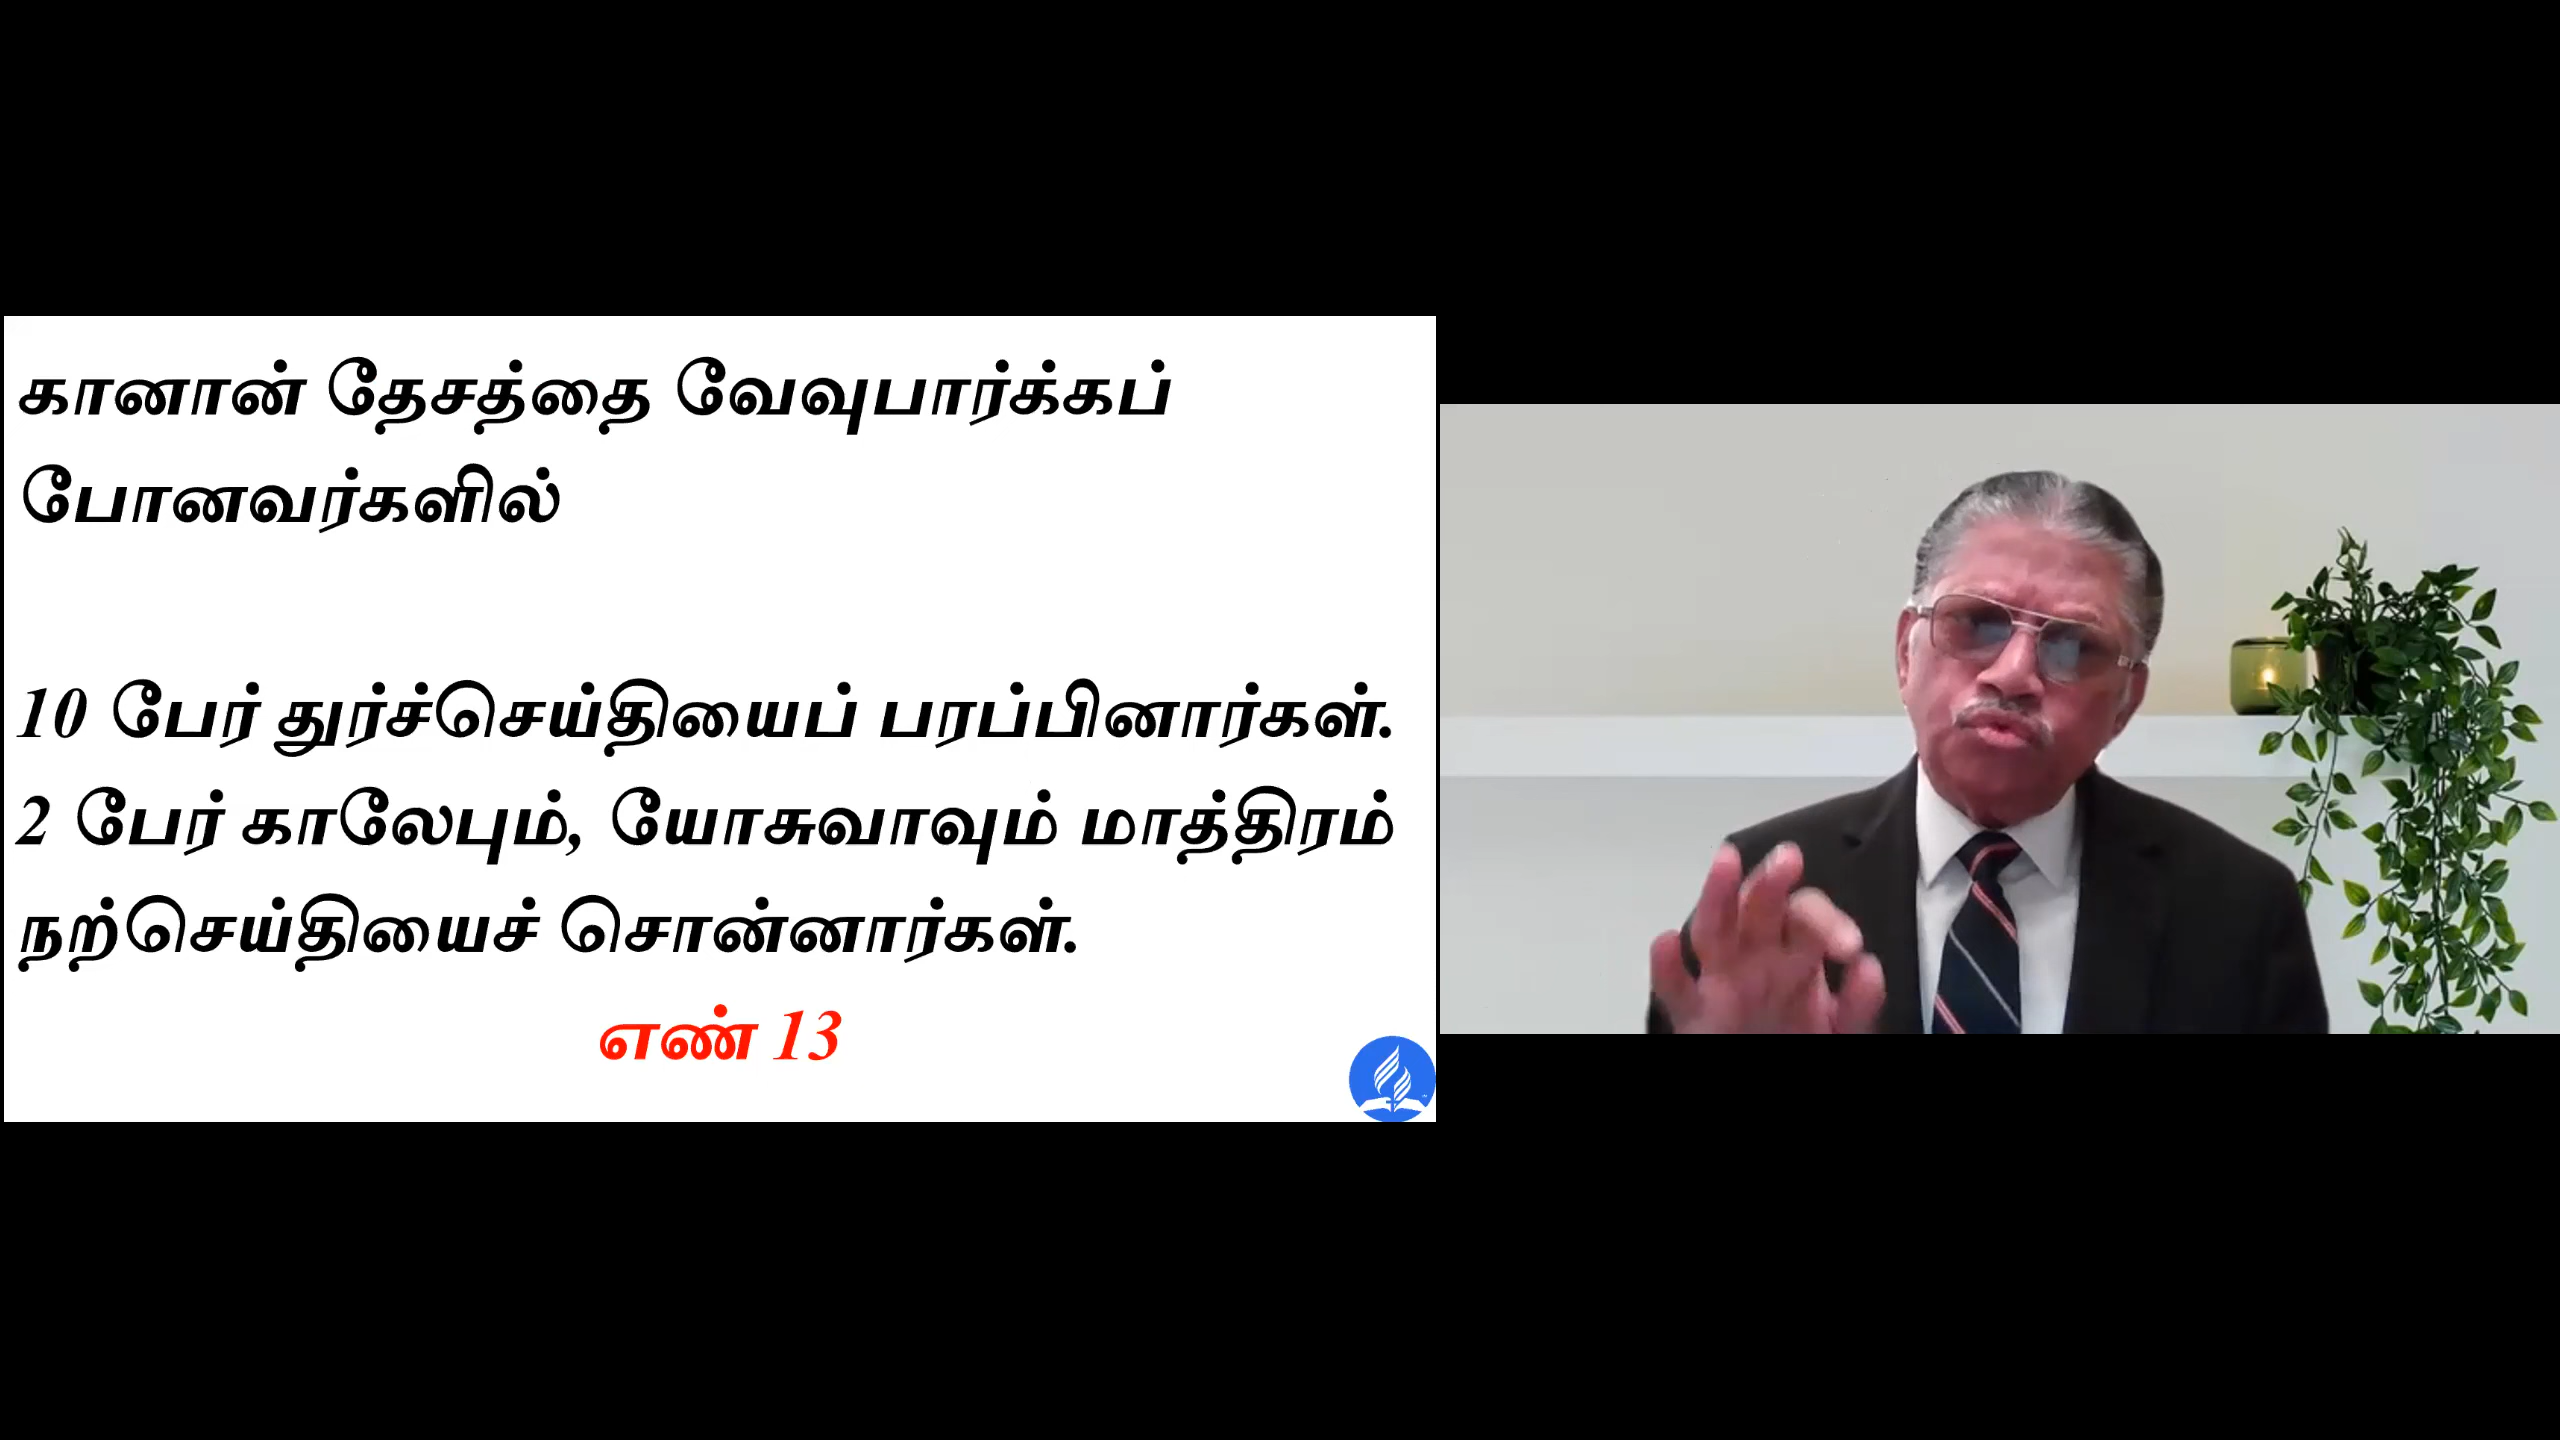 கானான் தேசத்தை வேவுபார்க்கப்
போனவர்களில்
10 பேர் துர்ச்செய்தியைப் பரப்பினார்கள்.
2 பேர் காலேபும், யோசுவாவும் மாத்திரம்
நற்செய்தியைச் சொன்னார்கள்.
எண் 13